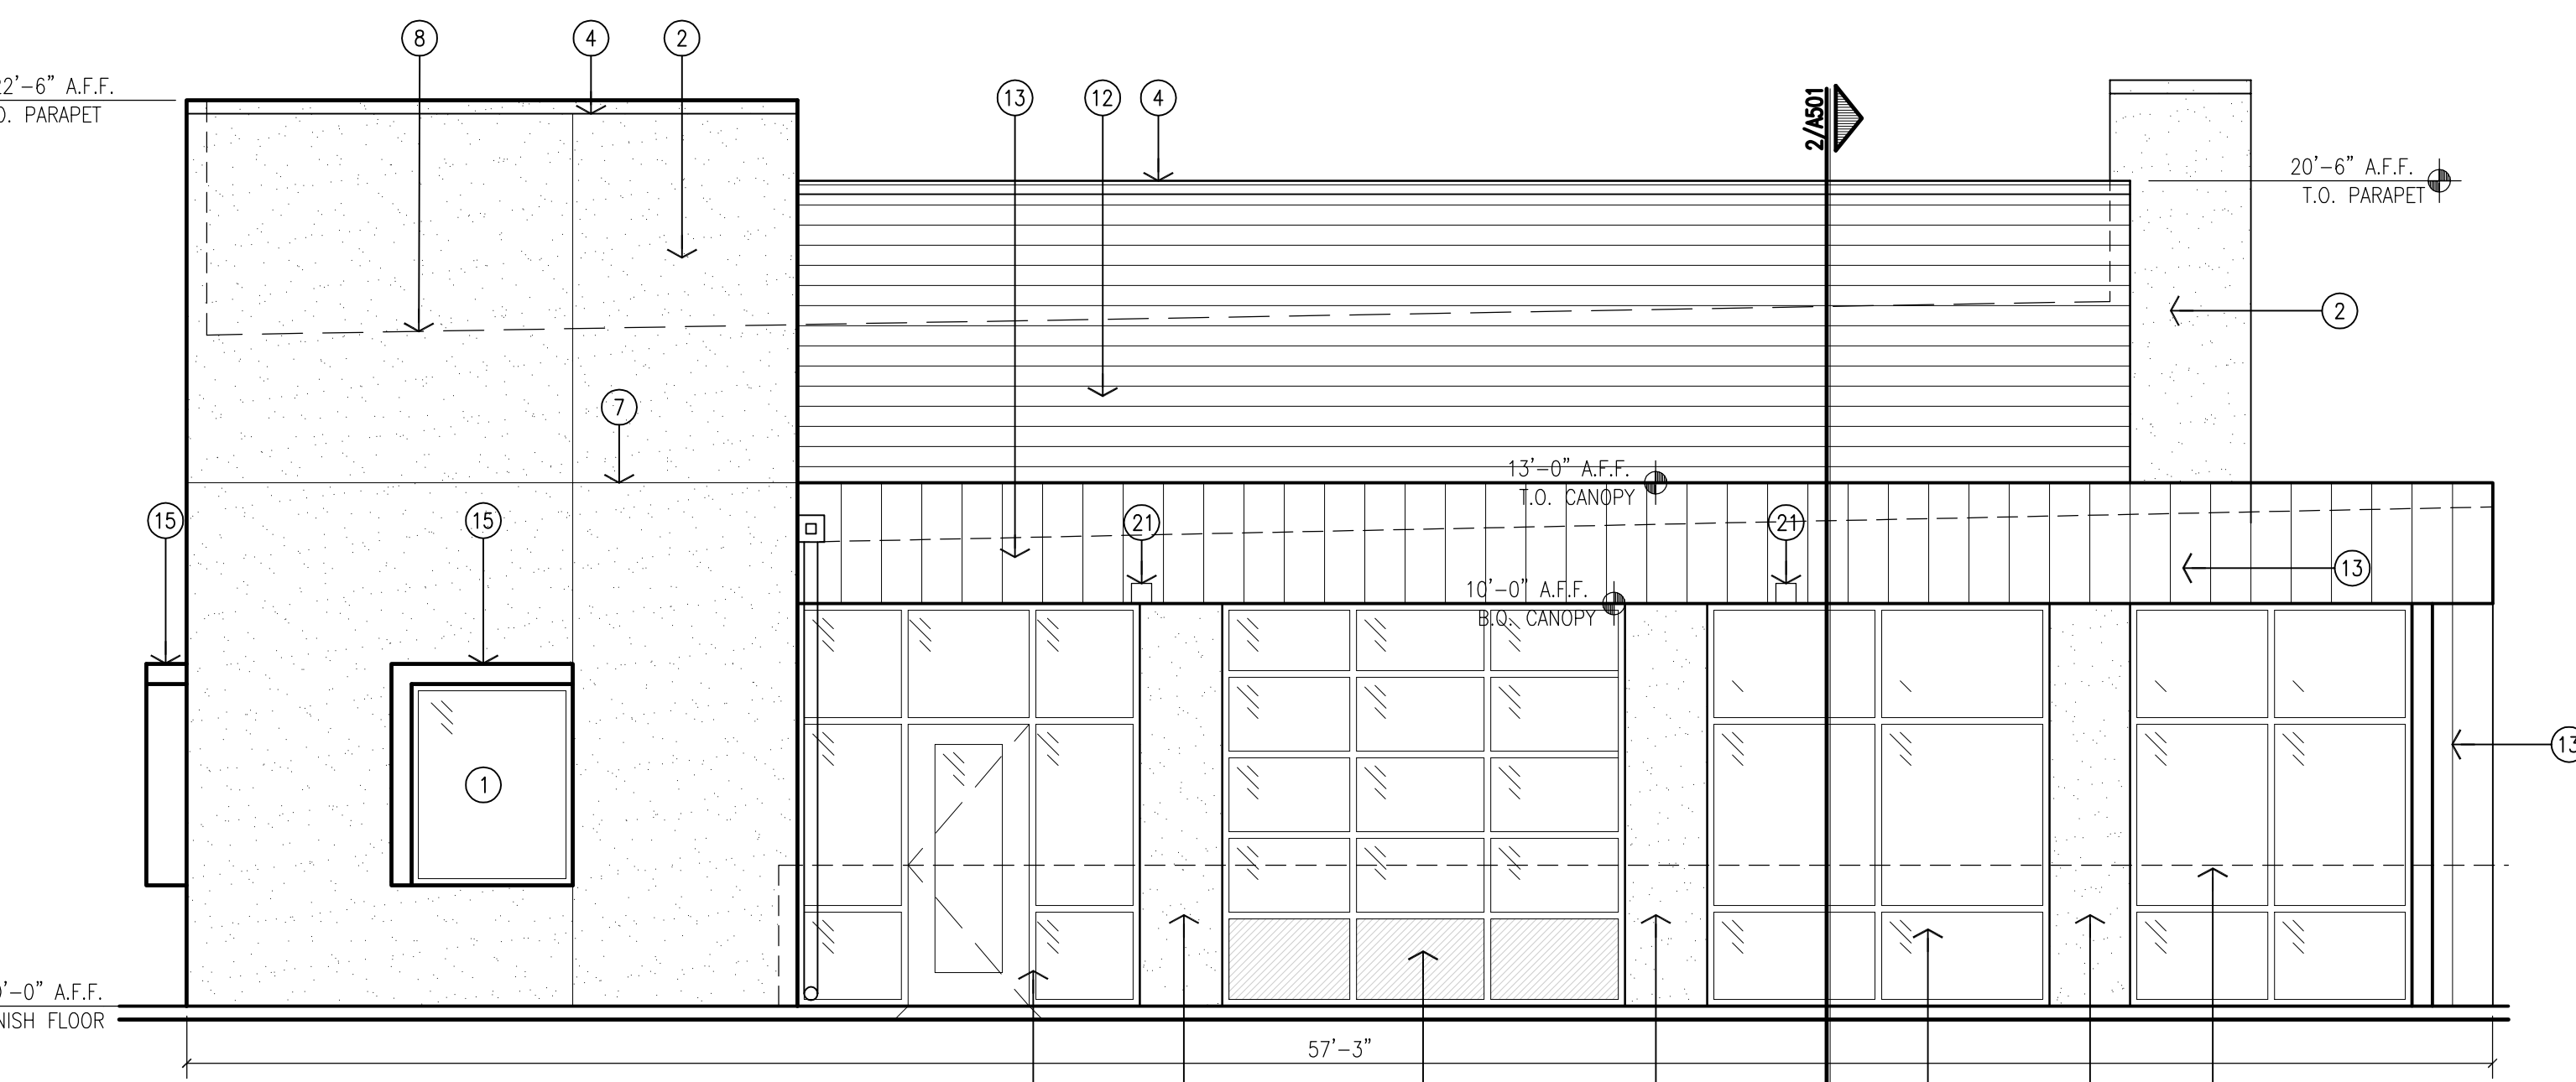 8
4
2
22'-6" A.F.F.
O. PARAPET
13
12
4
2/A501
20'-6" A.F.F.
T.O. PARAPET
2
7
13'-0" A.F.F.
T.O. CANOPY
15
15
21
21
13
10'-0" A.F.F.
B.O. CANOPY
13
1
'-0" A.F.F.
NISH FLOOR
57'-3"